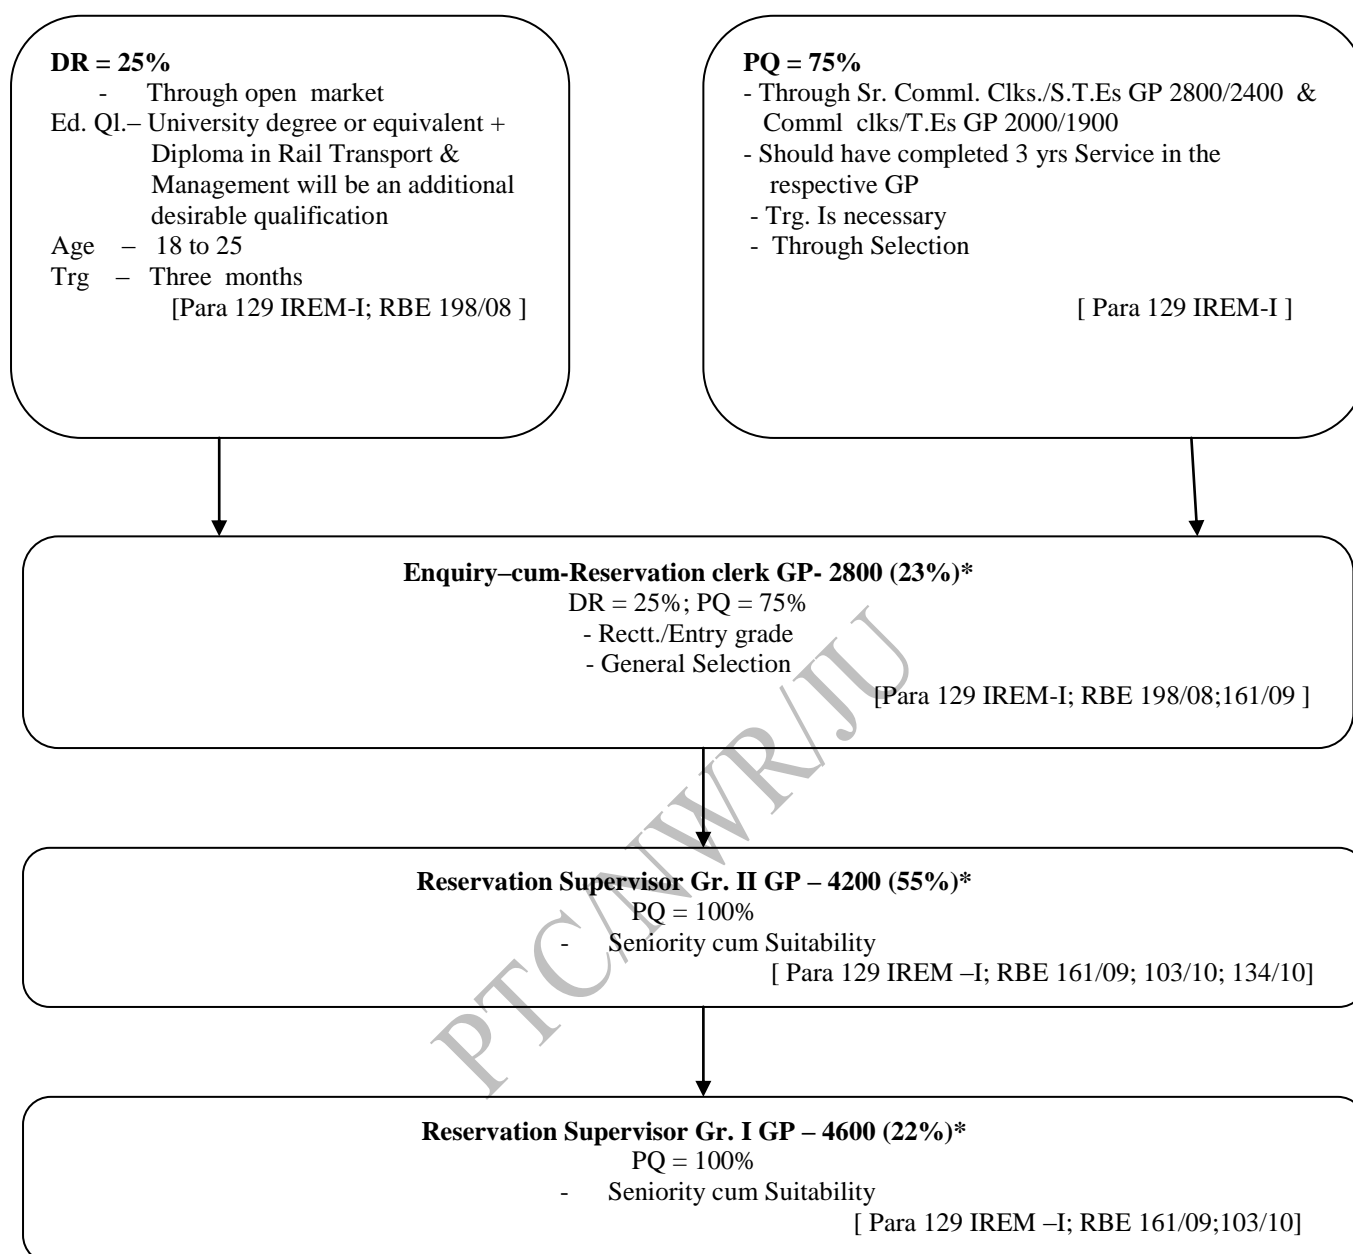 DR = 25%
- Through open market
Ed. Ql.– University degree or equivalent +
Diploma in Rail Transport &
Management will be an additional
desirable qualification
Age – 18 to 25
Trg – Three months
[Para 129 IREM-I; RBE 198/08 ]
PQ = 75%
- Through Sr. Comml. Clks./S.T.Es GP 2800/2400 &
Comml clks/T.Es GP 2000/1900
- Should have completed 3 yrs Service in the
respective GP
- Trg. Is necessary
- Through Selection
[ Para 129 IREM-I ]
Enquiry–cum-Reservation clerk GP- 2800 (23%)*
DR = 25%; PQ = 75%
- Rectt./Entry grade
- General Selection
[Para 129 IREM-I; RBE 198/08;161/09 ]
Reservation Supervisor Gr. II GP – 4200 (55%)*
PQ = 100%
- Seniority cum Suitability
[ Para 129 IREM –I; RBE 161/09; 103/10; 134/10]
Reservation Supervisor Gr. I GP – 4600 (22%)*
PQ = 100%
- Seniority cum Suitability
[ Para 129 IREM –I; RBE 161/09;103/10]
PTC/NWR/JU